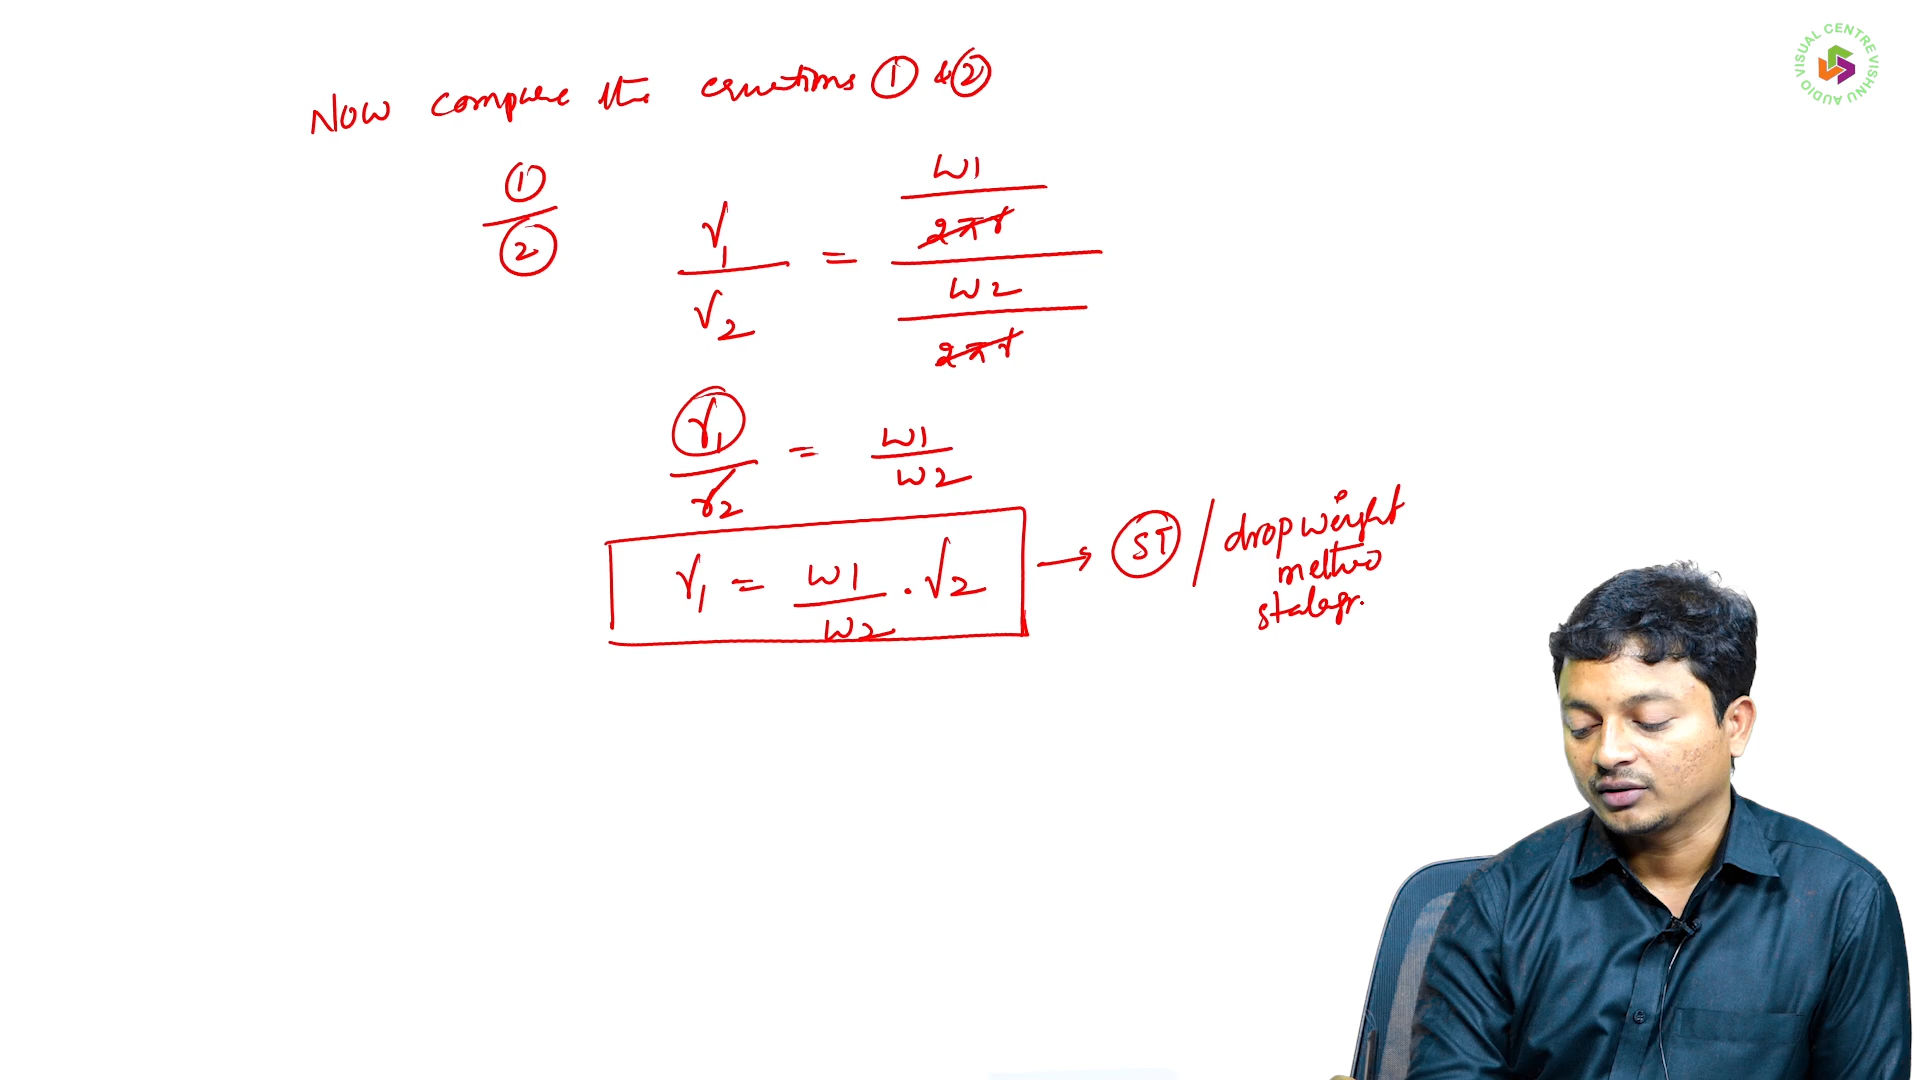 Now compare the equations ① & ②
①
②
γ1 / γ2 = W1 / 2πr / W2 / 2πr
γ1 / γ2 = W1 / W2
γ1 = W1 / W2 . γ2 → ST / drop weight
method
AUDIO VISUAL CENTRE VISHNU